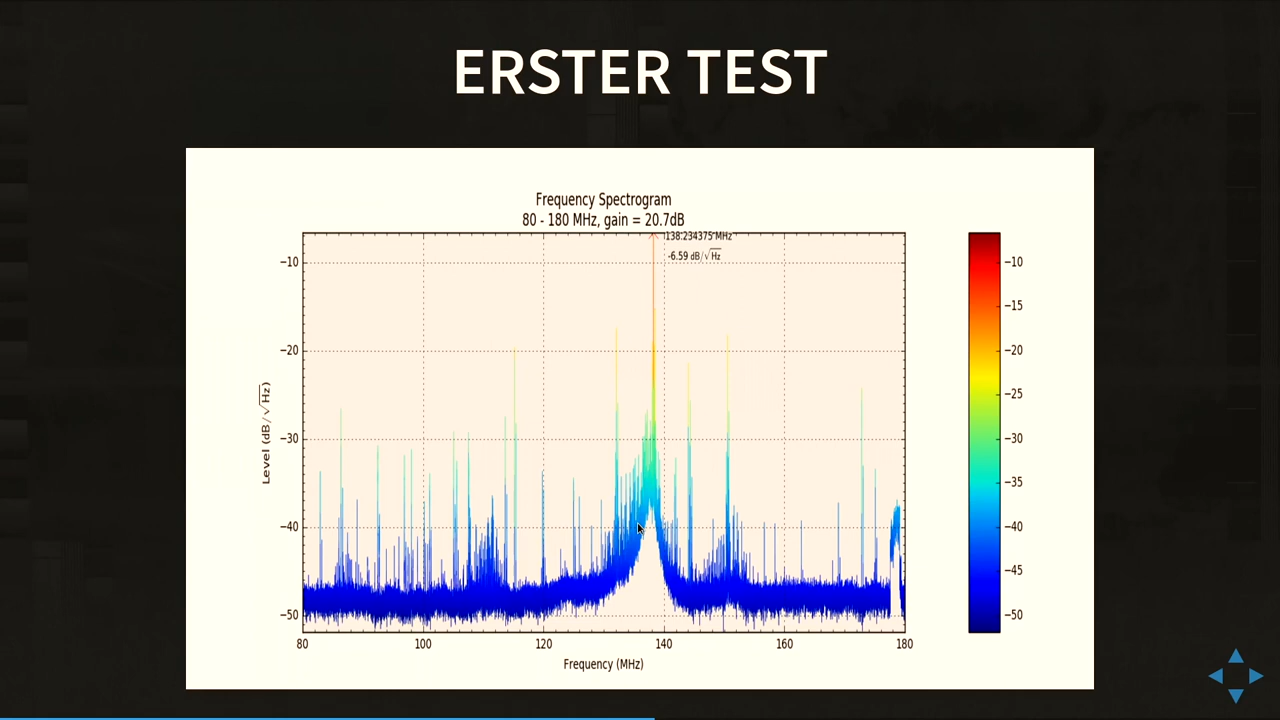 ERSTER TEST
Frequency Spectrogram
80 - 180 MHz, gain = 20.7dB
138.234375 MHz
-6.59 dB/√Hz
Level (dB/√Hz)
−10
−20
−30
−40
−50
80 100 120 140 160 180
Frequency (MHz)
−10
−15
−20
−25
−30
−35
−40
−45
−50